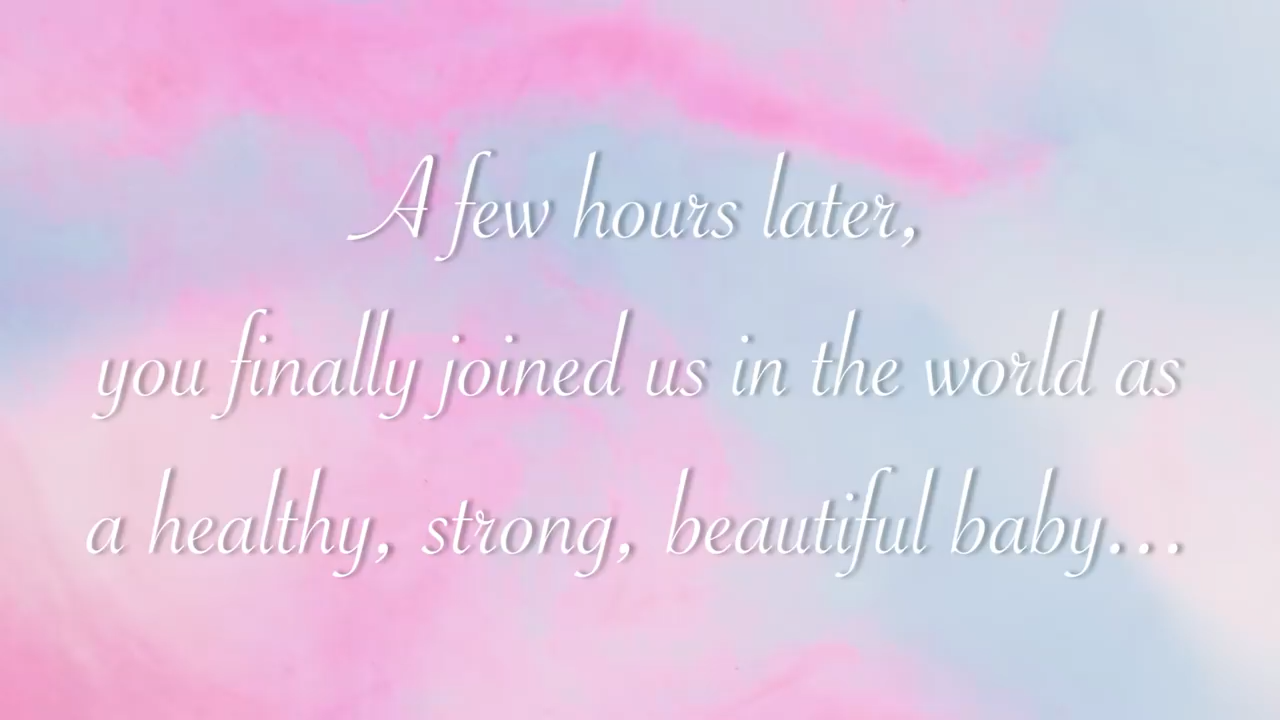 A few hours later,
you finally joined us in the world as
a healthy, strong, beautiful baby...